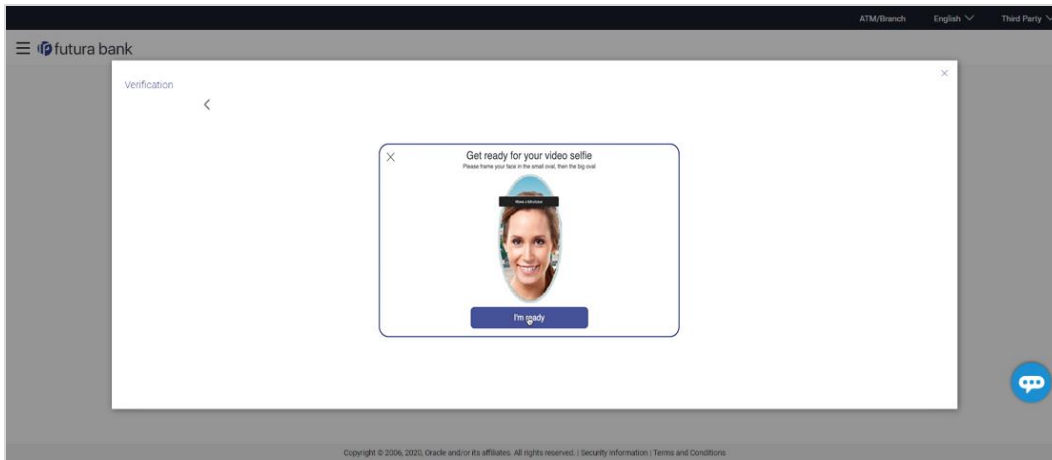 ATM/Branch English Third Party
futura bank
Verification
Get ready for your video selfie
Please frame your face in the small oval, then the big oval
I'm ready
Copyright © 2006, 2020, Oracle and/or its affiliates. All rights reserved. | Security Information | Terms and Conditions